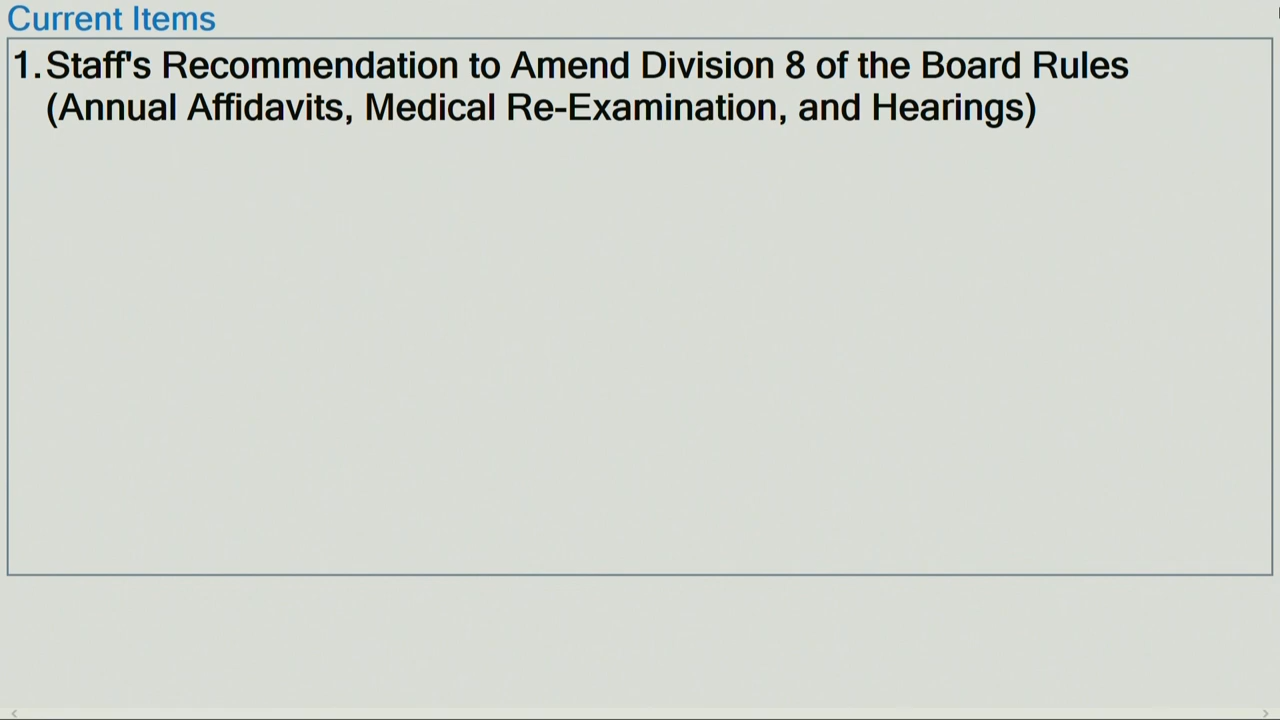 Current Items
1. Staff's Recommendation to Amend Division 8 of the Board Rules
(Annual Affidavits, Medical Re-Examination, and Hearings)